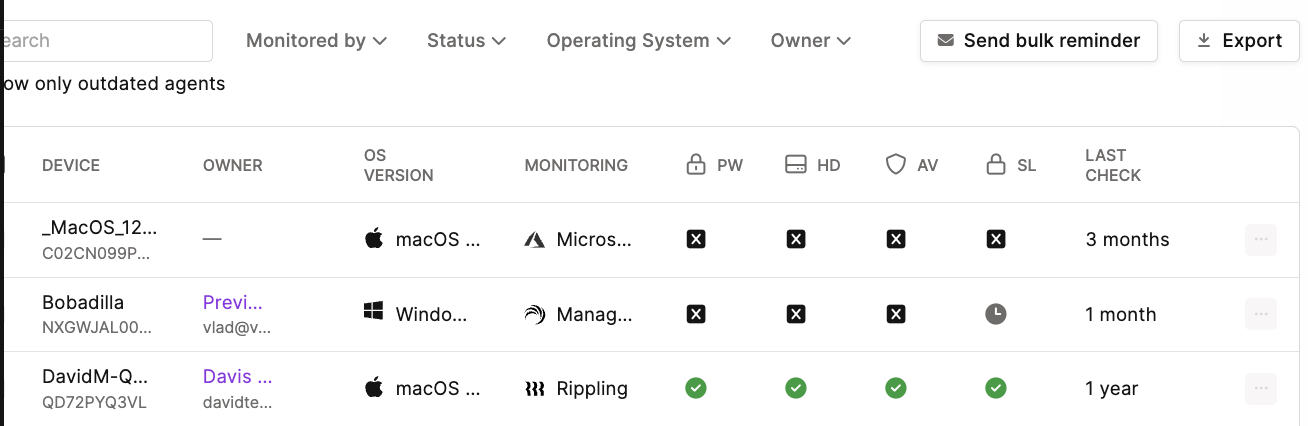 earch Monitored by Status Operating System Owner Send bulk reminder Export
ow only outdated agents
DEVICE OWNER OS VERSION MONITORING PW HD AV SL LAST CHECK
_MacOS_12... — macOS ... Micros... 3 months
C02CN099P...
Bobadilla Previ... Windo... Manag... 1 month
NXGWJAL00... vlad@v...
DavidM-Q... Davis ... macOS ... Rippling 1 year
QD72PYQ3VL davidte...